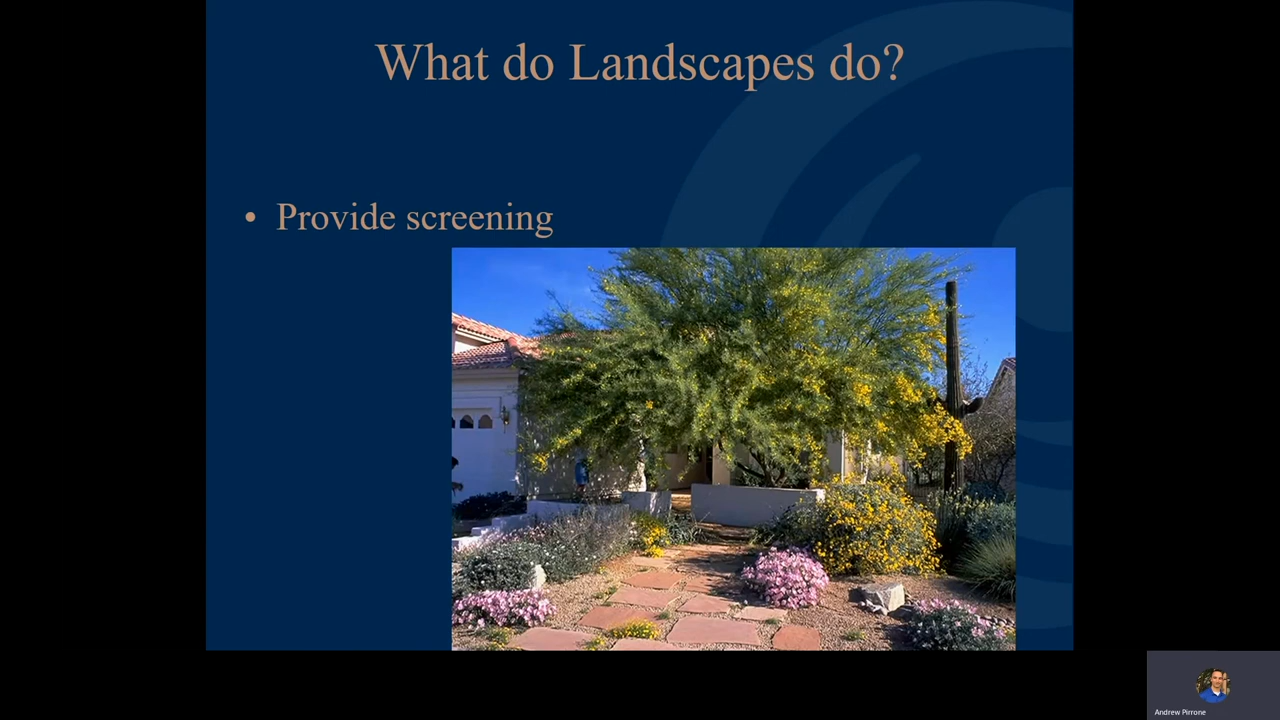 What do Landscapes do?
• Provide screening
Andrew Pirrone